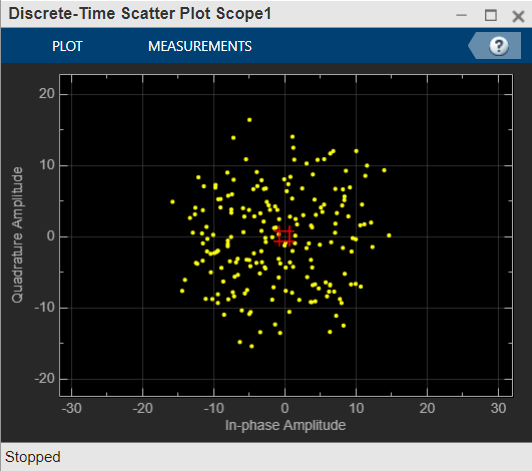 Discrete-Time Scatter Plot Scope1
PLOT MEASUREMENTS ?
20
10
0
-10
-20
Quadrature Amplitude
-30 -20 -10 0 10 20 30
In-phase Amplitude
Stopped